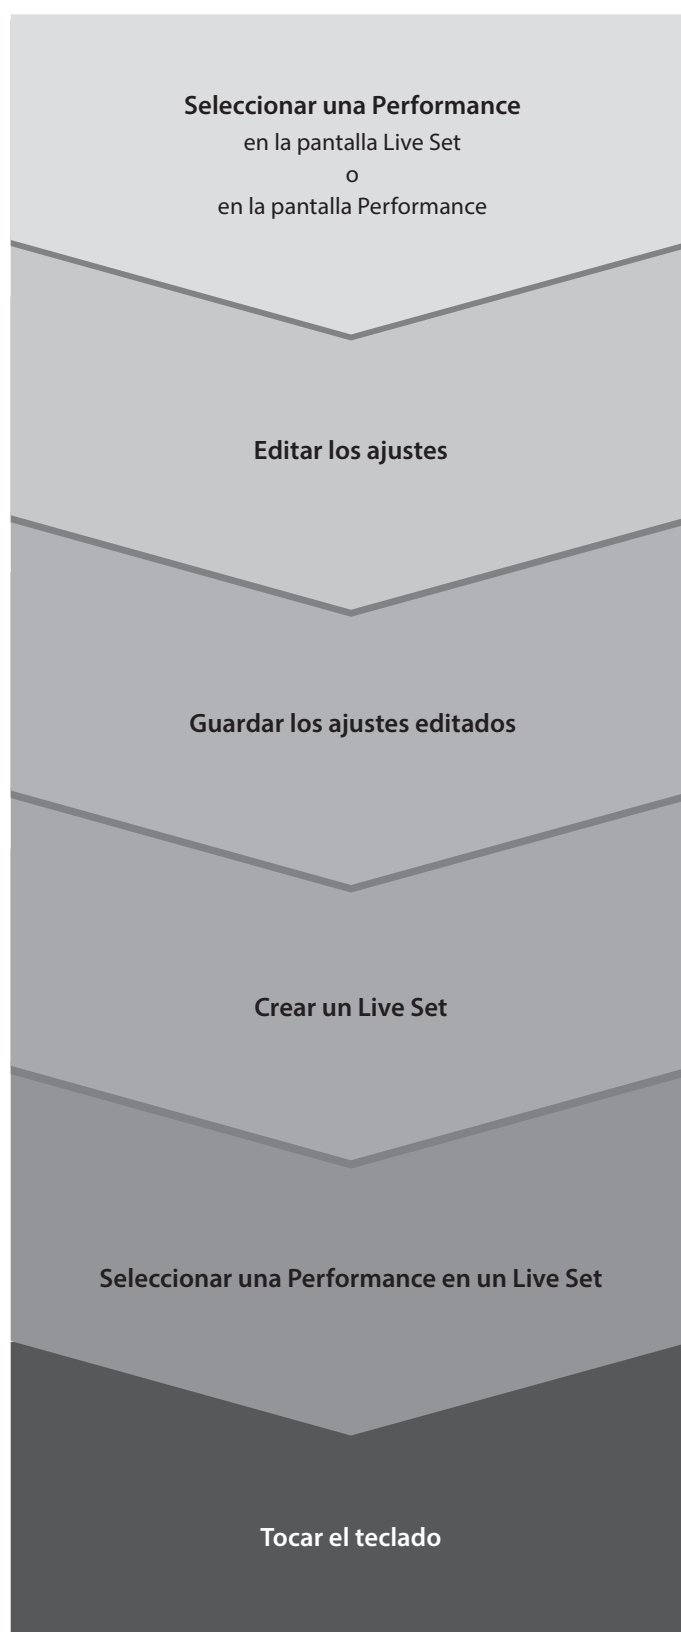 Seleccionar una Performance
en la pantalla Live Set
o
en la pantalla Performance
Editar los ajustes
Guardar los ajustes editados
Crear un Live Set
Seleccionar una Performance en un Live Set
Tocar el teclado